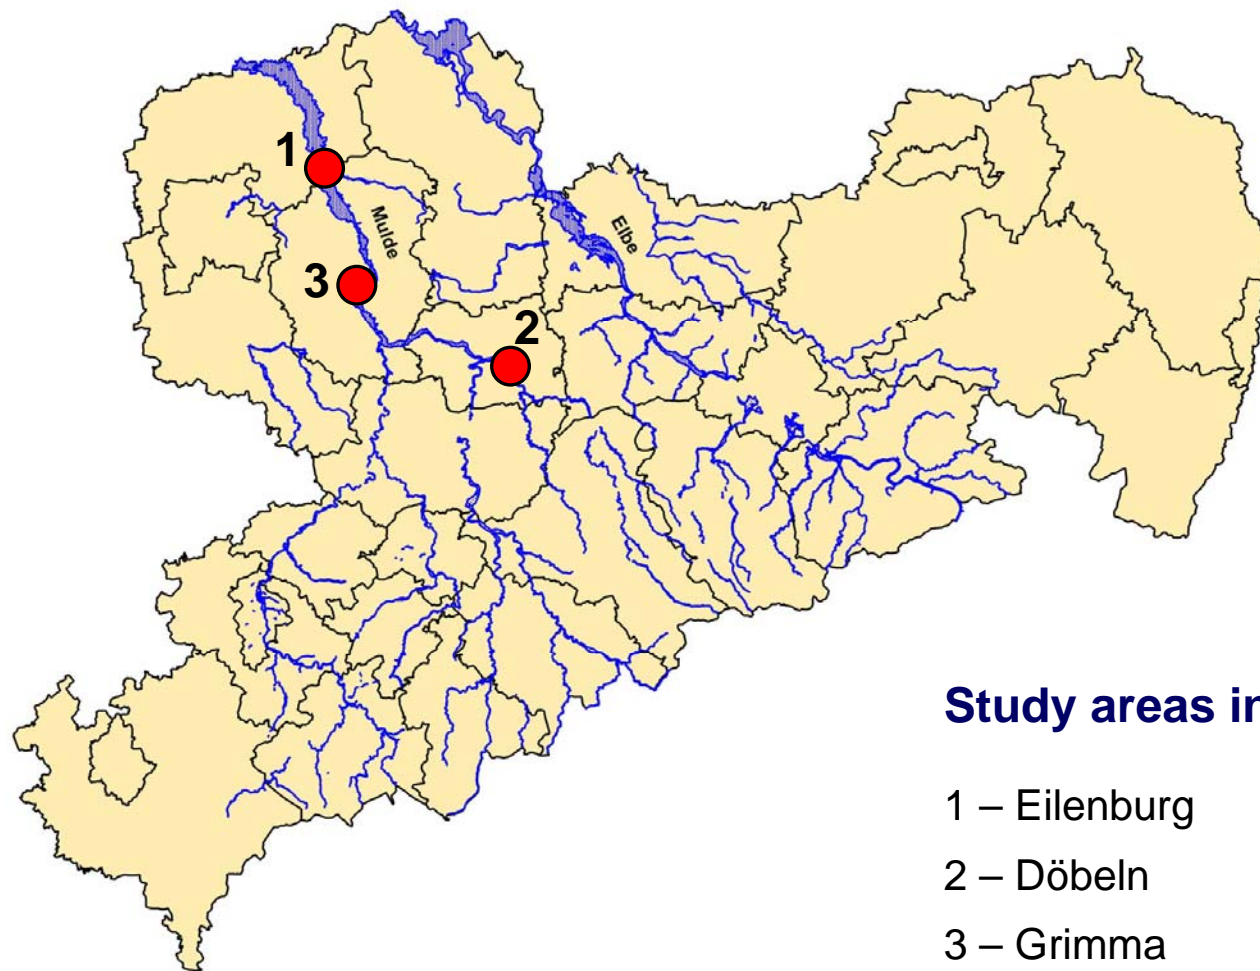 1
Mulde
Elbe
3
2
Study areas in
1 – Eilenburg
2 – Döbeln
3 – Grimma